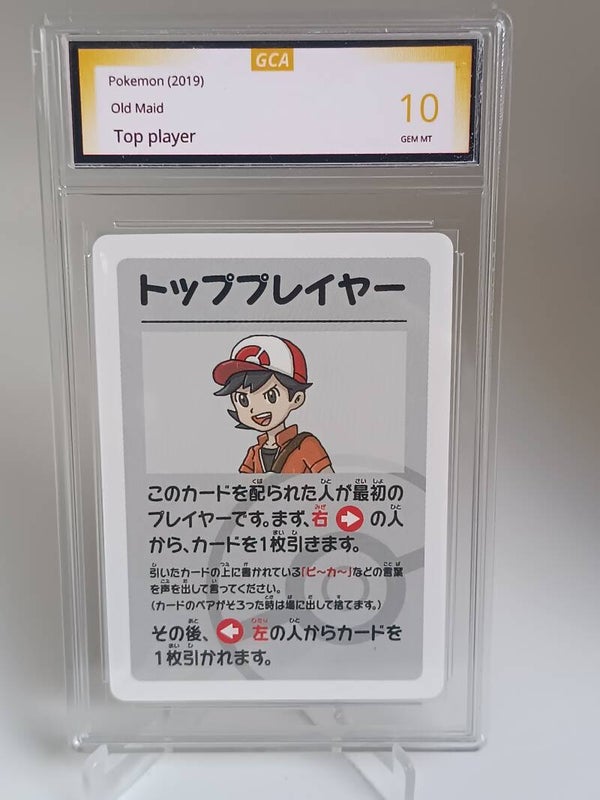 GCA
Pokemon (2019)
Old Maid
10
Top player
GEM MT
トッププレイヤー
このカードを配られた人が最初の
プレイヤーです。まず、右の人
から、カードを1枚引きます。
引いたカードの上に書かれている「ピ〜カ〜」などの言葉
を声を出して言ってください。
(カードのペアがそろった時は場に出して捨てます。)
その後、左の人からカードを
1枚引かれます。